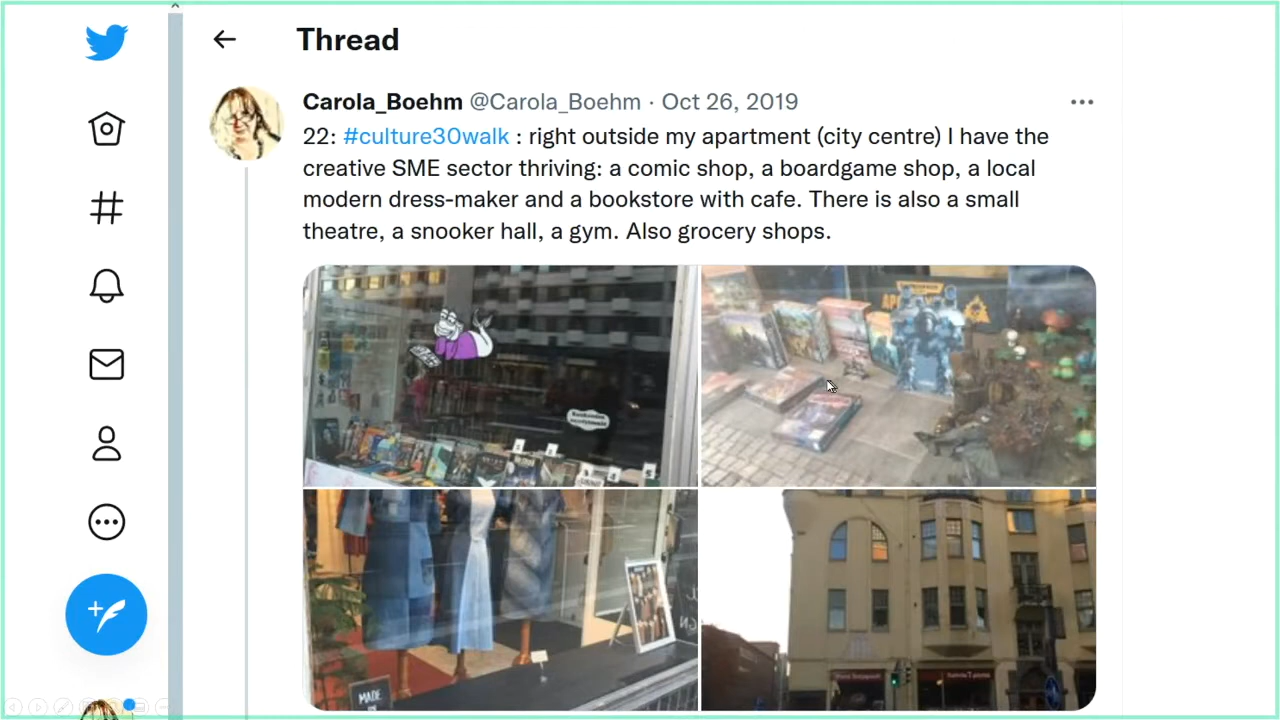 Thread
Carola_Boehm @Carola_Boehm · Oct 26, 2019
22: #culture30walk : right outside my apartment (city centre) I have the
creative SME sector thriving: a comic shop, a boardgame shop, a local
modern dress-maker and a bookstore with cafe. There is also a small
theatre, a snooker hall, a gym. Also grocery shops.
MADE